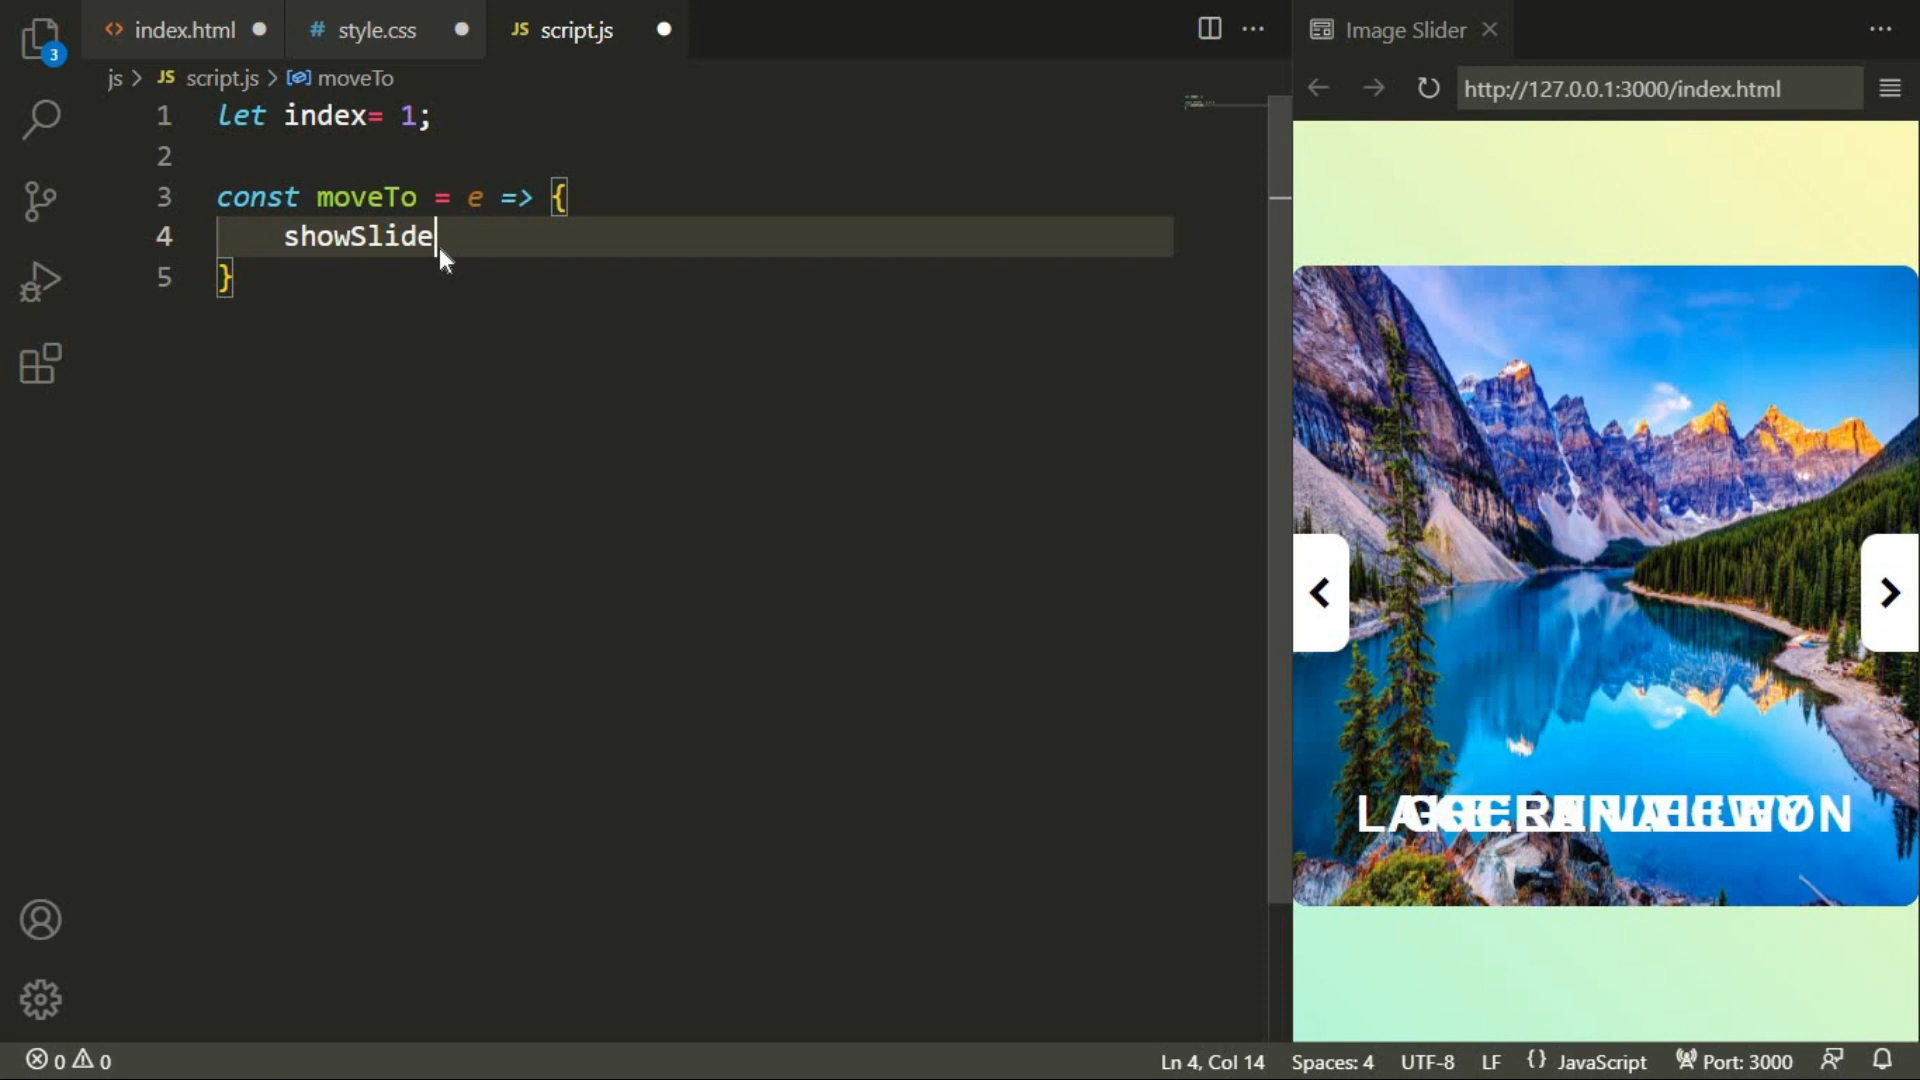 index.html
style.css
JS script.js
Image Slider
3
js > JS script.js > moveTo
http://127.0.0.1:3000/index.html
1 let index= 1;
2
3 const moveTo = e => {
4 showSlide
5 }
0 0
Ln 4, Col 14
Spaces: 4
UTF-8
LF
{} JavaScript
Port: 3000